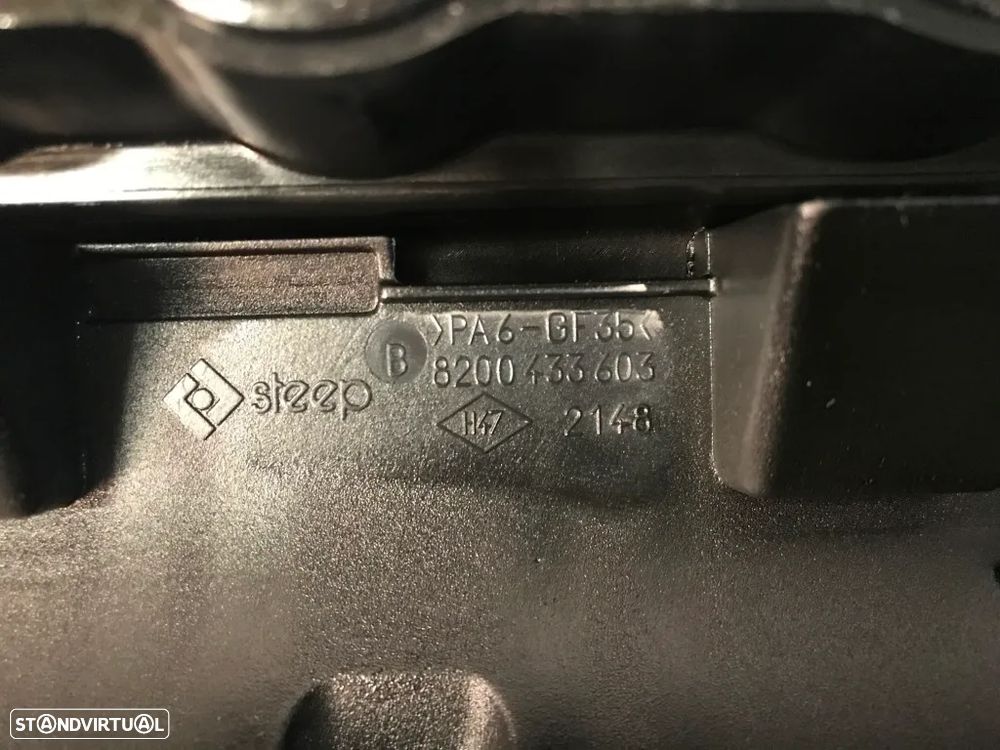 >PA6-GF35<
B 8200 433 603
steep
H47 2148
STANDVIRTUAL